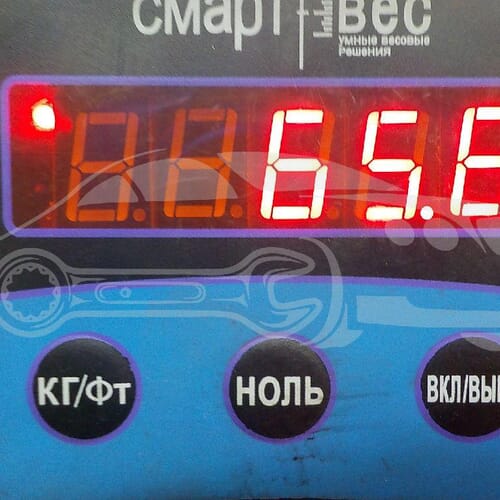 смарт вес
умные весовые
решения
65.
КГ/Фт
НОЛЬ
ВКЛ/ВЫ